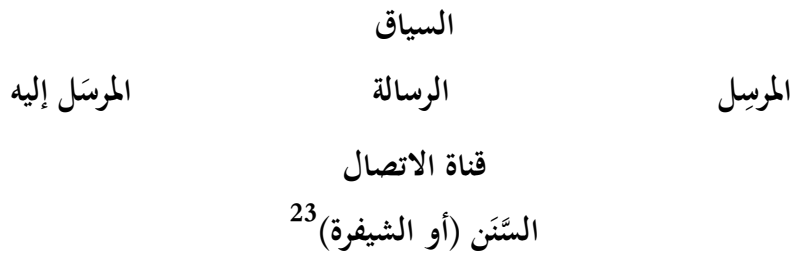 السياق
المرسِل الرسالة المرسَل إليه
قناة الاتصال
السَّنَن (أو الشيفرة)23